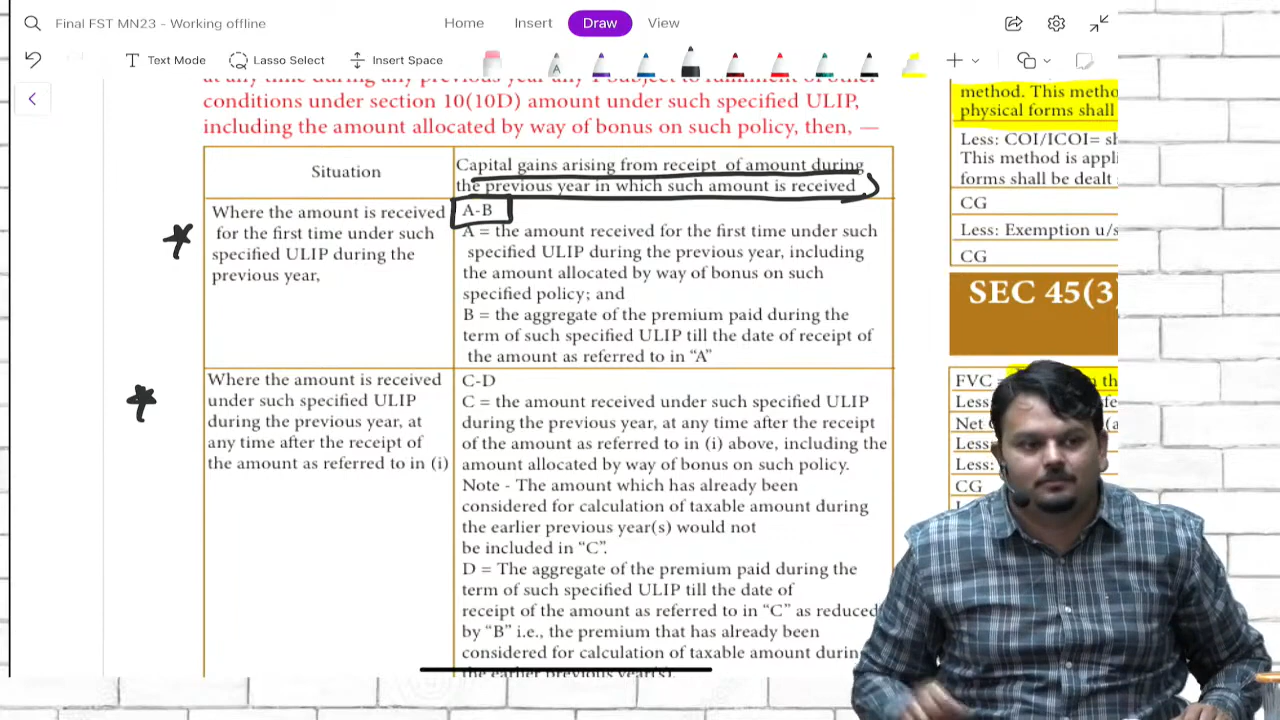 Final FST MN23 - Working offline
Home
Insert
Draw
View
Text Mode
Lasso Select
Insert Space
at any time during any previous year any
conditions under section 10(10D) amount under such specified ULIP,
including the amount allocated by way of bonus on such policy, then, —
Situation
Capital gains arising from receipt of amount during
the previous year in which such amount is received
Where the amount is received
for the first time under such
specified ULIP during the
previous year,
A-B
A = the amount received for the first time under such
specified ULIP during the previous year, including
the amount allocated by way of bonus on such
specified policy; and
B = the aggregate of the premium paid during the
term of such specified ULIP till the date of receipt of
the amount as referred to in “A”
Where the amount is received
under such specified ULIP
during the previous year, at
any time after the receipt of
the amount as referred to in (i)
C-D
C = the amount received under such specified ULIP
during the previous year, at any time after the receipt
of the amount as referred to in (i) above, including the
amount allocated by way of bonus on such policy.
Note - The amount which has already been
considered for calculation of taxable amount during
the earlier previous year(s) would not
be included in “C”.
D = The aggregate of the premium paid during the
term of such specified ULIP till the date of
receipt of the amount as referred to in “C” as reduced
by “B” i.e., the premium that has already been
considered for calculation of taxable amount during
the earlier previous year(s).
method. This metho
physical forms shall
Less: COI/ICOI= sh
This method is appli
forms shall be dealt
CG
Less: Exemption u/s
CG
SEC 45(3)
FVC =
Less:
Net
Less:
Less:
CG